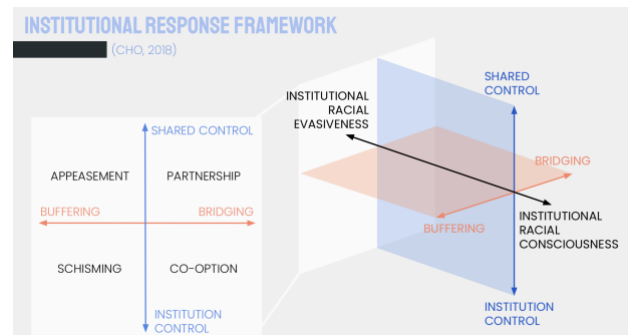 INSTITUTIONAL RESPONSE FRAMEWORK
(CHO, 2018)
SHARED CONTROL
APPEASEMENT
PARTNERSHIP
BUFFERING
BRIDGING
SCHISMING
CO-OPTION
INSTITUTION
CONTROL
INSTITUTIONAL
RACIAL
EVASIVENESS
SHARED
CONTROL
BRIDGING
BUFFERING
INSTITUTIONAL
RACIAL
CONSCIOUSNESS
INSTITUTION
CONTROL